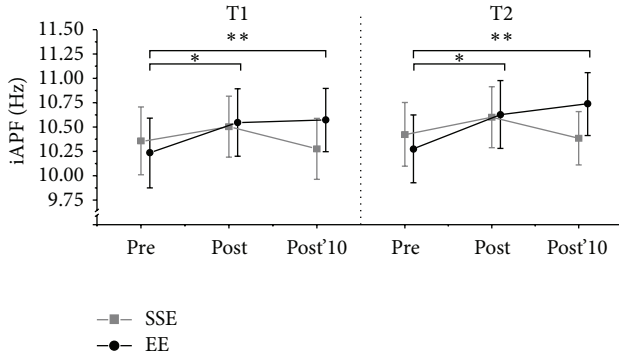 T1 T2
11.50
11.25
11.00
10.75
10.50
10.25
10.00
9.75
iAPF (Hz)
** **
* *
Pre Post Post'10 Pre Post Post'10
SSE
EE